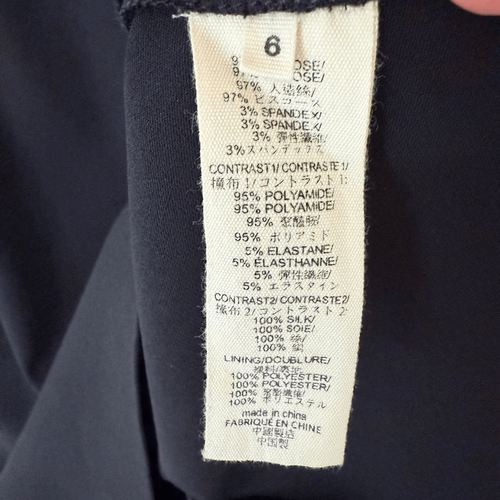 6
97% 人造絲/
97% ビスコース
3% SPANDEX/
3% SPANDEX/
3% 彈性纖維/
3%スパンデックス
CONTRAST1/CONTRASTE1/
撞布1/コントラスト1:
95% POLYAMIDE/
95% POLYAMIDE/
95% 聚醯胺/
95% ポリアミド
5% ELASTANE/
5% ELASTHANNE/
5% 彈性纖維/
5% エラスタイン
CONTRAST2/CONTRASTE2/
撞布2/コントラスト2:
100% SILK/
100% SOIE/
100% 絲/
100% 絹
LINING/DOUBLURE/
100% POLYESTER/
100% POLYESTER/
100% 聚酯纖維/
100% ポリエステル
made in china
FABRIQUÉ EN CHINE
中國製造
中国製